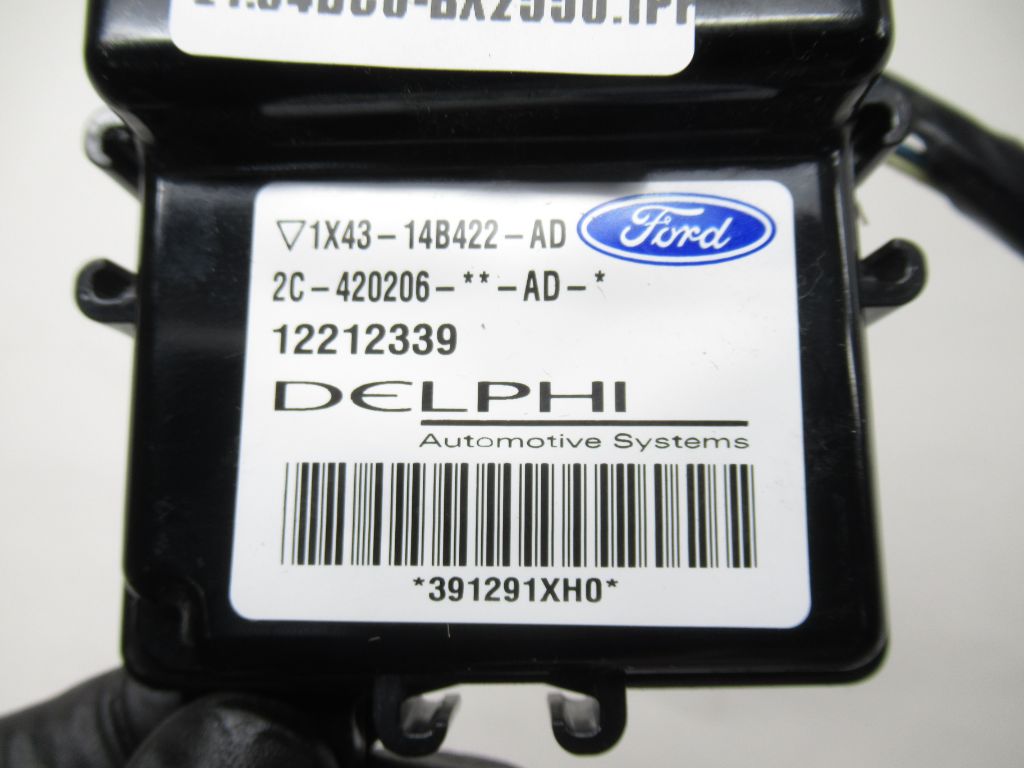 ▽1X43-14B422-AD
Ford
2C-420206-**-AD-*
12212339
DELPHI
Automotive Systems
*391291XH0*